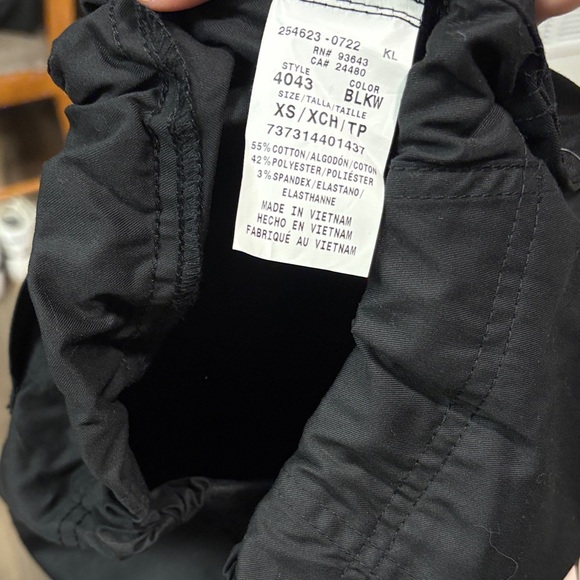 254623-0722 KL
RN# 93643
CA# 24480
STYLE COLOR
4043 BLKW
SIZE/TALLA/TAILLE
XS/XCH/TP
737314401437
55% COTTON/ALGODÓN/COTON
42% POLYESTER/POLIÉSTER
3% SPANDEX/ELASTANO/
ELASTHANNE
MADE IN VIETNAM
HECHO EN VIETNAM
FABRIQUÉ AU VIETNAM